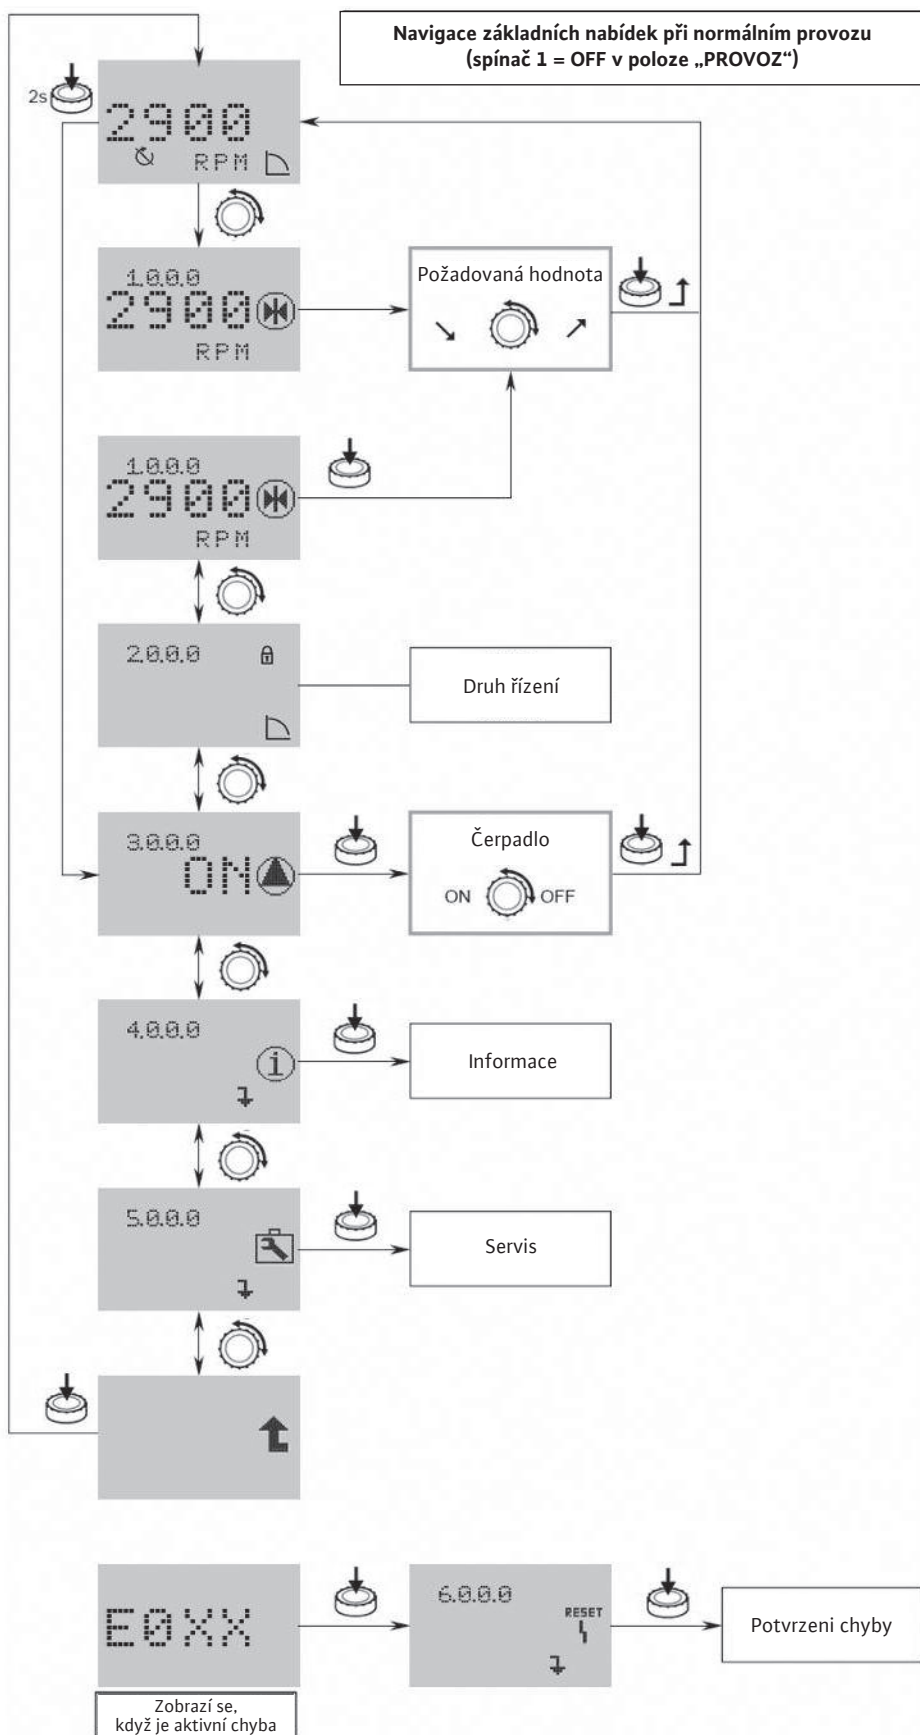 Navigace základních nabídek při normálním provozu
(spínač 1 = OFF v poloze „PROVOZ“)
2s
2900
RPM
1.0.0.0
2900
RPM
Požadovaná hodnota
1.0.0.0
2900
RPM
2.0.0.0
Druh řízení
3.0.0.0
ON
Čerpadlo
ON OFF
4.0.0.0
i
Informace
5.0.0.0
Servis
E0XX
6.0.0.0
RESET
Potvrzeni chyby
Zobrazí se,
když je aktivní chyba